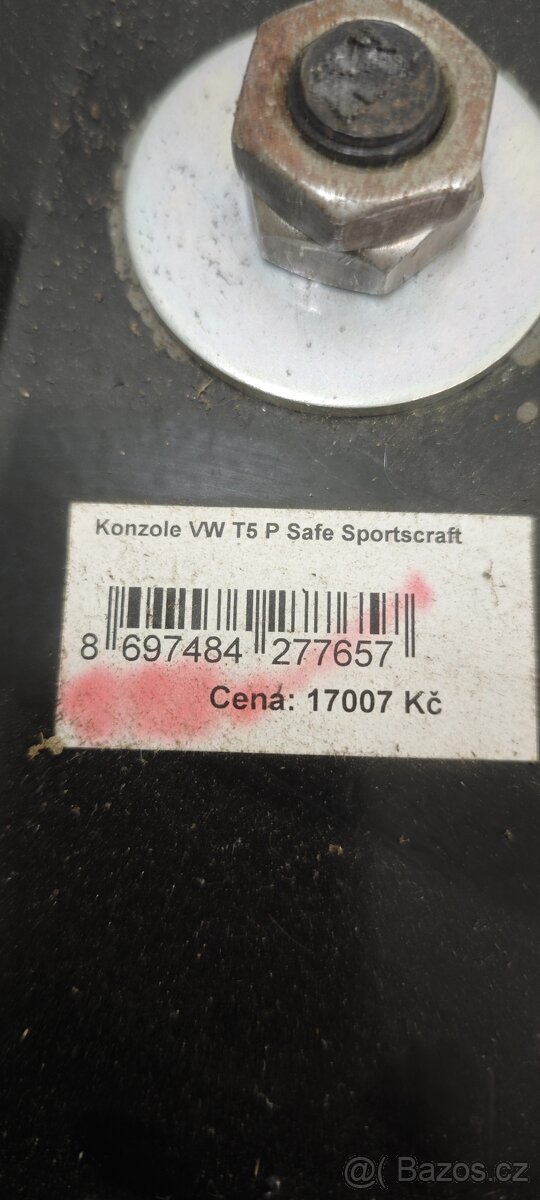 Konzole VW T5 P Safe Sportscraft
8 697484 277657
Cena: 17007 Kč
@( Bazos.cz